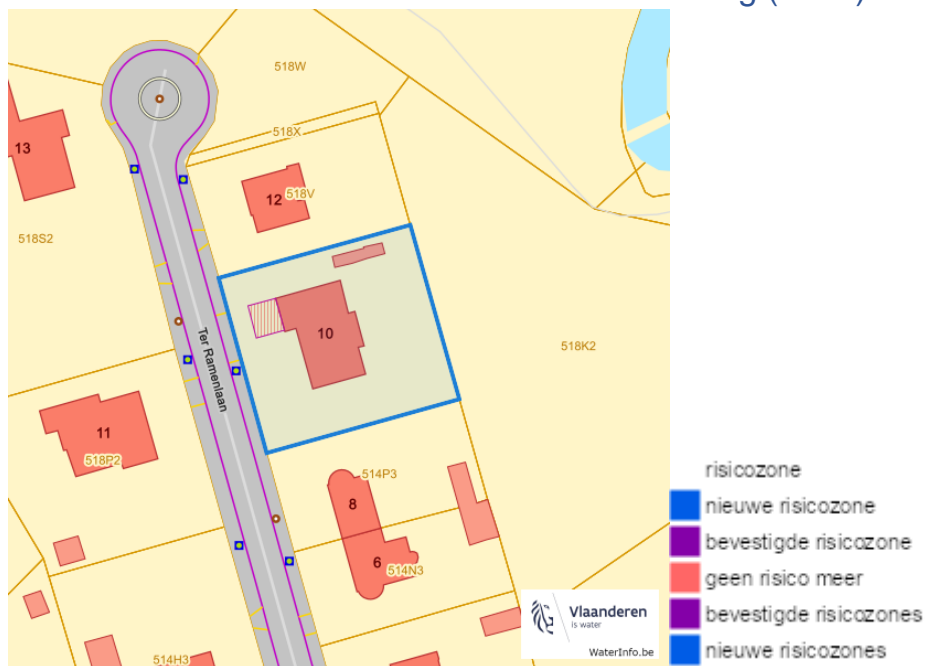 g (
518W
518X
13
12
518V
518S2
10
Ter Ramenlaan
518K2
11
518P2
514P3
8
6
514N3
514H3
Vlaanderen
is water
WaterInfo.be
risicozone
nieuwe risicozone
bevestigde risicozone
geen risico meer
bevestigde risicozones
nieuwe risicozones